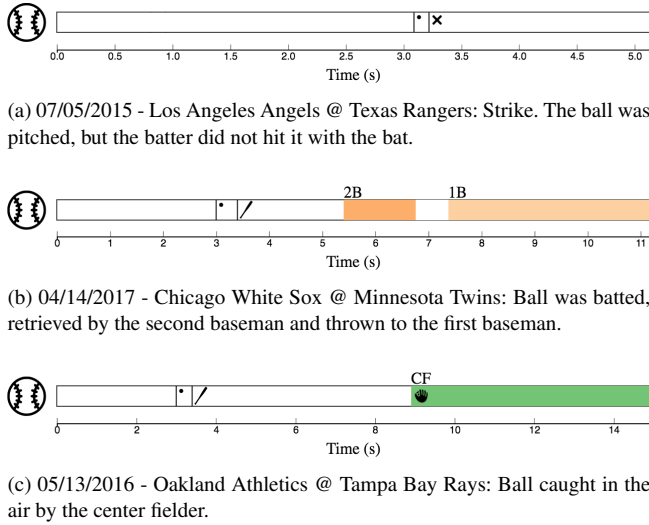 0.0 0.5 1.0 1.5 2.0 2.5 3.0 3.5 4.0 4.5 5.0
Time (s)
(a) 07/05/2015 - Los Angeles Angels @ Texas Rangers: Strike. The ball was
pitched, but the batter did not hit it with the bat.
2B 1B
0 1 2 3 4 5 6 7 8 9 10 11
Time (s)
(b) 04/14/2017 - Chicago White Sox @ Minnesota Twins: Ball was batted,
retrieved by the second baseman and thrown to the first baseman.
CF
0 2 4 6 8 10 12 14
Time (s)
(c) 05/13/2016 - Oakland Athletics @ Tampa Bay Rays: Ball caught in the
air by the center fielder.